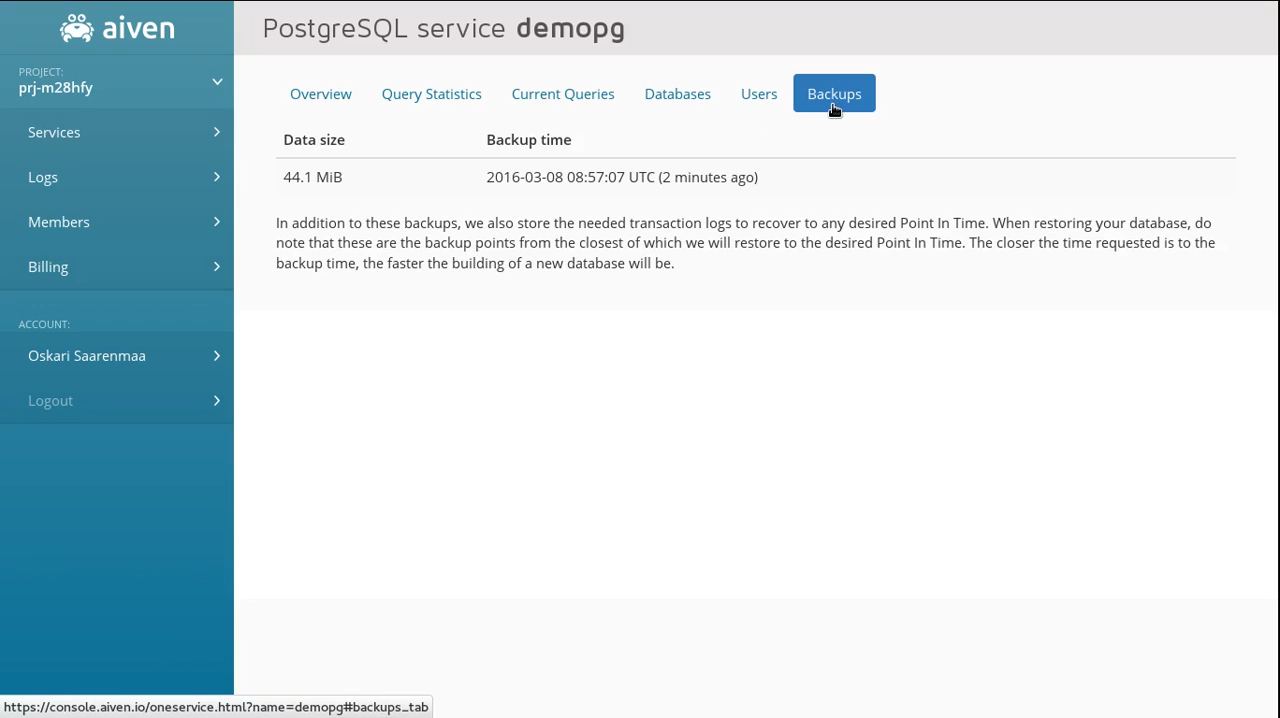 aiven
PostgreSQL service demopg
PROJECT:
prj-m28hfy
Services
Logs
Members
Billing
ACCOUNT:
Oskari Saarenmaa
Logout
Overview
Query Statistics
Current Queries
Databases
Users
Backups
Data size
Backup time
44.1 MiB
2016-03-08 08:57:07 UTC (2 minutes ago)
In addition to these backups, we also store the needed transaction logs to recover to any desired Point In Time. When restoring your database, do
note that these are the backup points from the closest of which we will restore to the desired Point In Time. The closer the time requested is to the
backup time, the faster the building of a new database will be.
https://console.aiven.io/oneservice.html?name=demopg#backups_tab